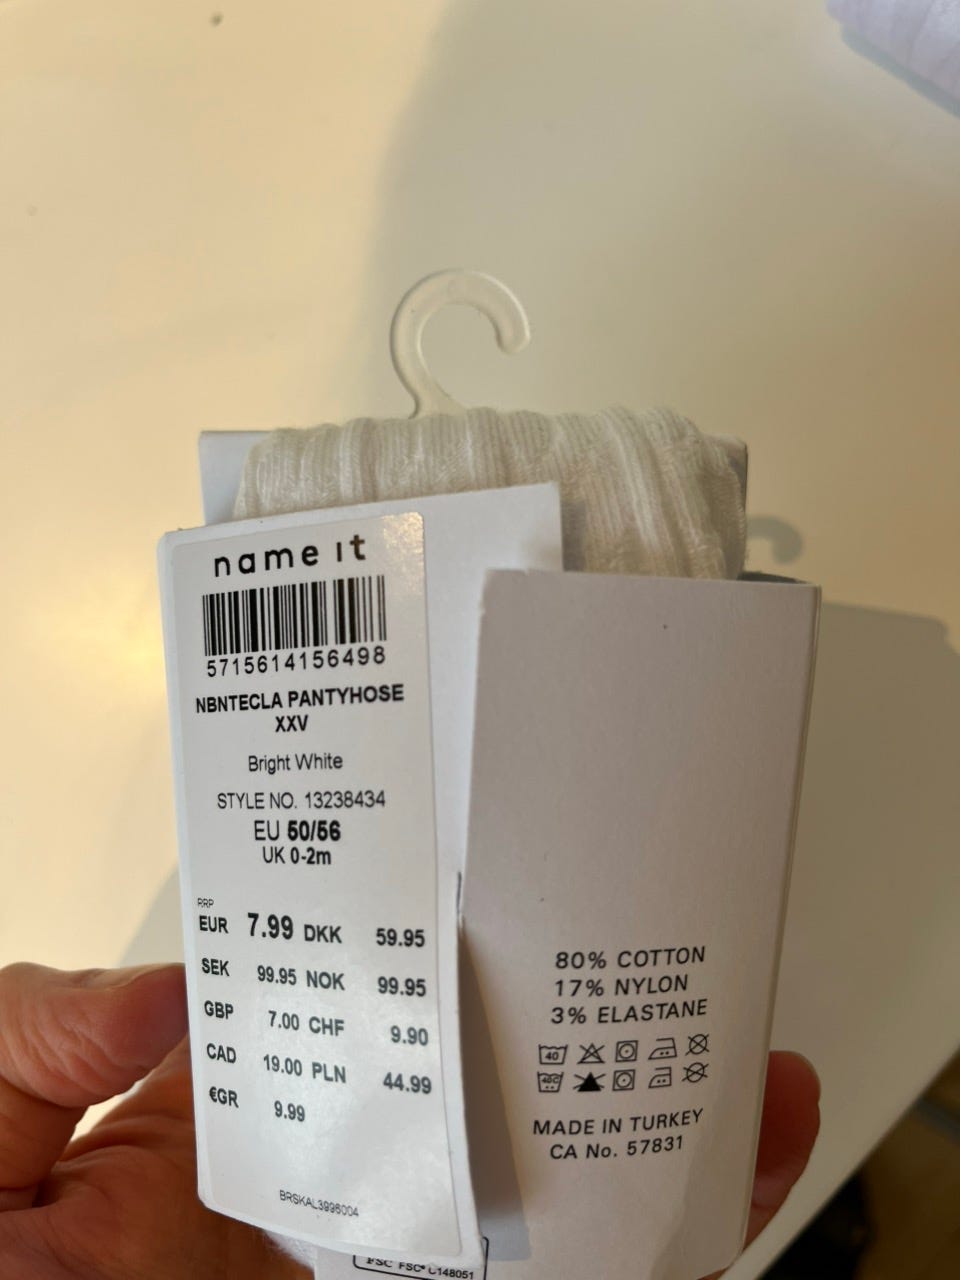 name it
5715614156498
NBNTECLA PANTYHOSE
XXV
Bright White
STYLE NO. 13238434
EU 50/56
UK 0-2m
RRP
EUR 7.99 DKK 59.95
SEK 99.95 NOK 99.95
GBP 7.00 CHF 9.90
CAD 19.00 PLN 44.99
€GR 9.99
BRSKAL3996004
80% COTTON
17% NYLON
3% ELASTANE
40
40C
MADE IN TURKEY
CA No. 57831
FSC FSC® C148051